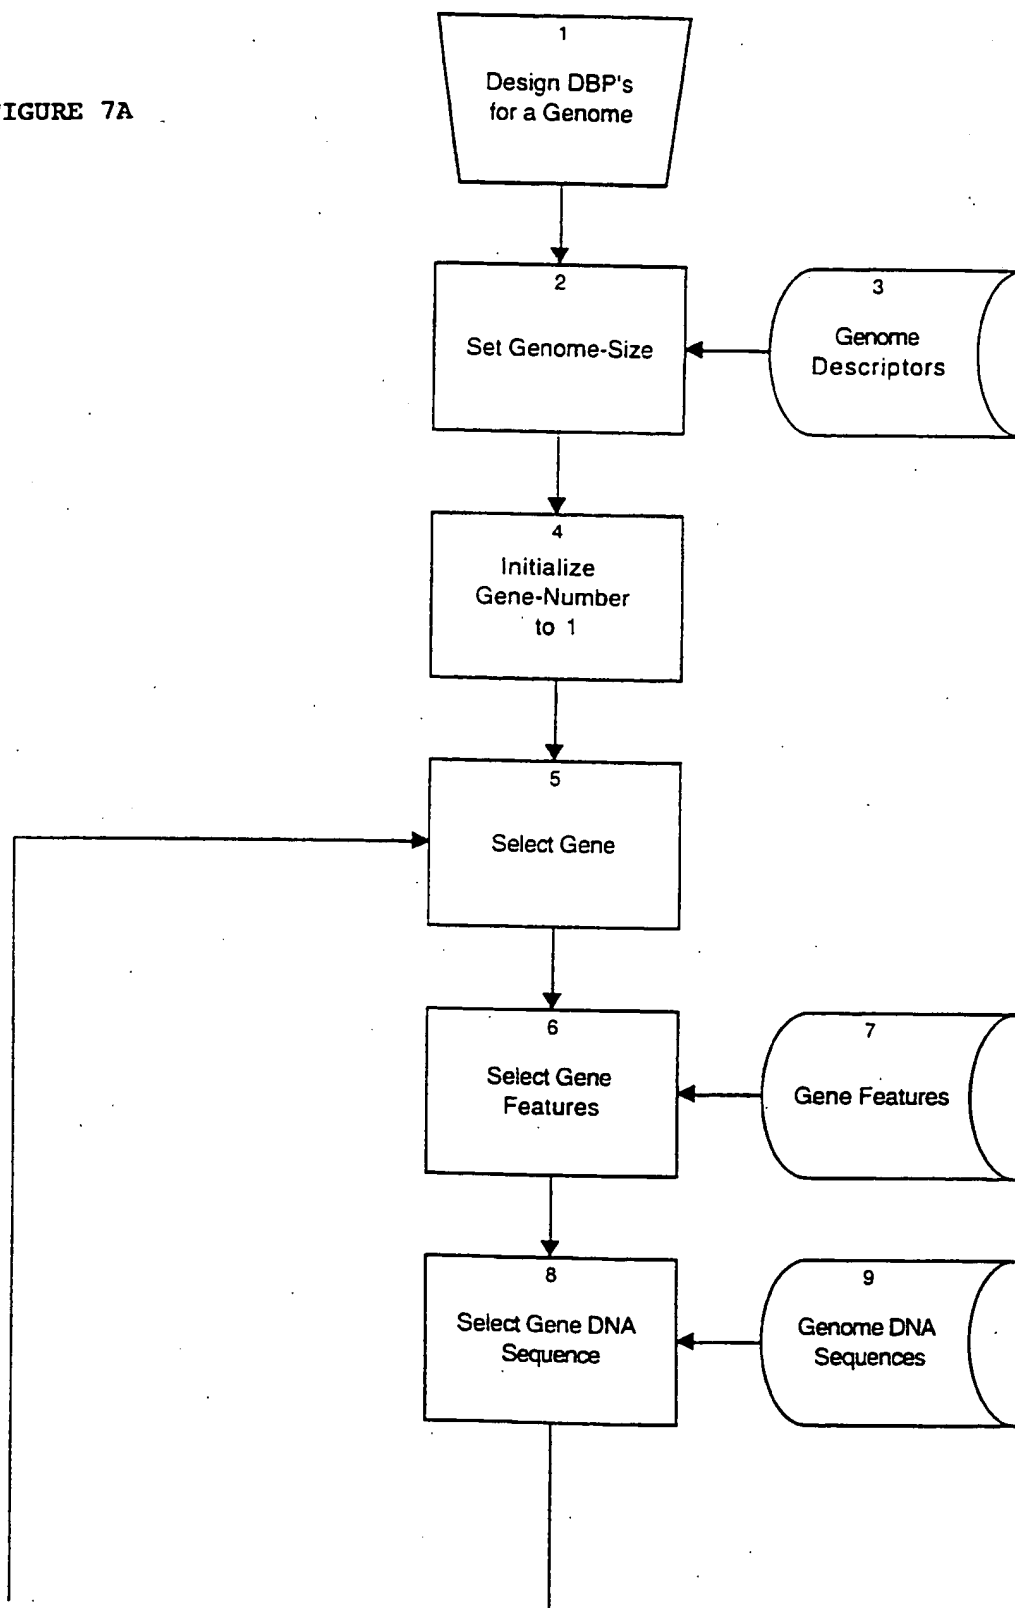 IGURE 7A
1
Design DBP's
for a Genome
2
Set Genome-Size
3
Genome
Descriptors
4
Initialize
Gene-Number
to 1
5
Select Gene
6
Select Gene
Features
7
Gene Features
8
Select Gene DNA
Sequence
9
Genome DNA
Sequences